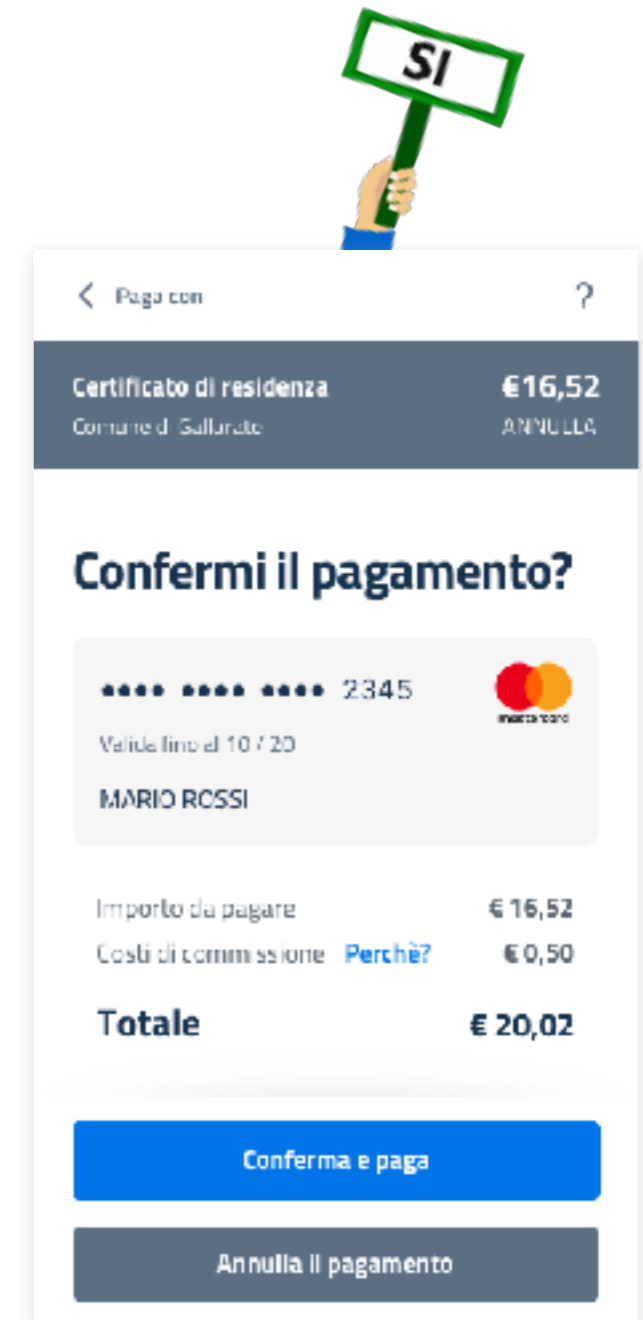 SI
Paga con ?
Certificato di residenza €16,52
Comune di Gallarate ANNULLA
Confermi il pagamento?
•••• •••• •••• 2345
mastercard
Valida fino al 10 / 20
MARIO ROSSI
Importo da pagare € 16,52
Costi di commissione Perchè? € 0,50
Totale € 20,02
Conferma e paga
Annulla il pagamento